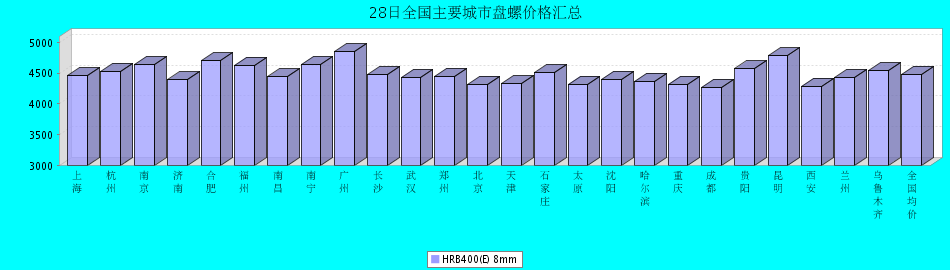 28日全国主要城市盘螺价格汇总
5000
4500
4000
3500
3000
上海
杭州
南京
济南
合肥
福州
南昌
南宁
广州
长沙
武汉
郑州
北京
天津
石家庄
太原
沈阳
哈尔滨
重庆
成都
贵阳
昆明
西安
兰州
乌鲁木齐
全国均价
HRB400(E) 8mm